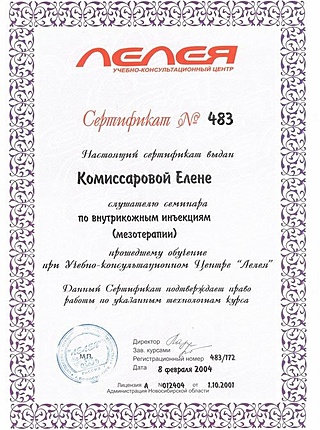 ЛЕЛЕЯ
УЧЕБНО-КОНСУЛЬТАЦИОННЫЙ ЦЕНТР
Сертификат № 483
Настоящий сертификат выдан
Комиссаровой Елене
слушателю семинара
по внутрикожным инъекциям
(мезотерапии)
прошедшему обучение
при Учебно-консультационном Центре "Лелея"
Данный Сертификат подтверждает право
работы по указанным технологиям курса
Директор
Зав. курсами
М.П.
Регистрационный номер 483/172
Дата 8 февраля 2004
Лицензия А №012404 от 1.10.2001
Администрация Новосибирской области